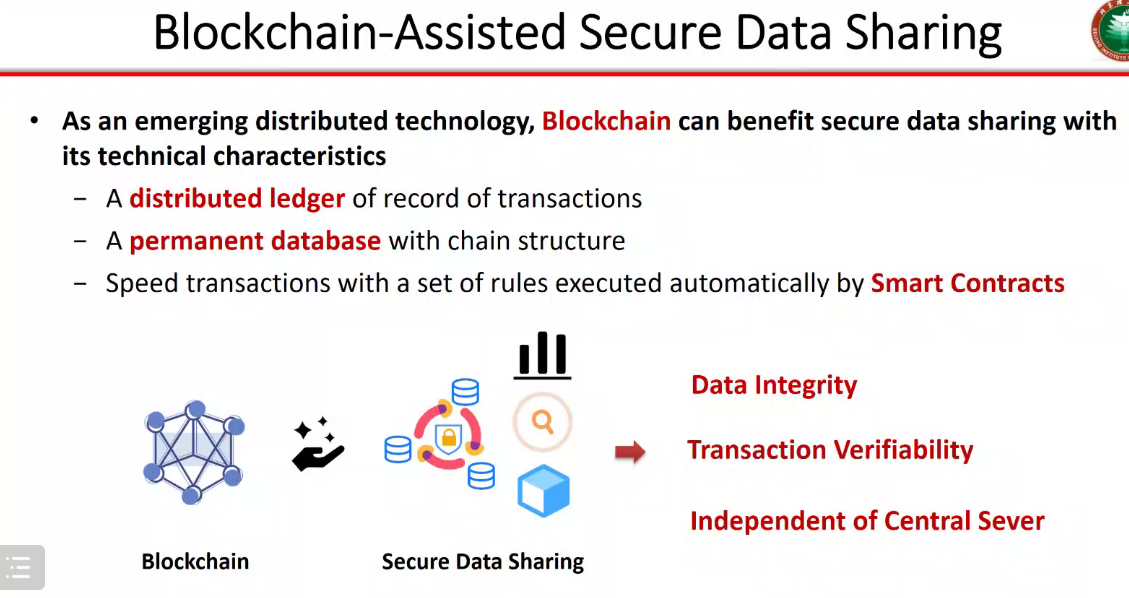 Blockchain-Assisted Secure Data Sharing
• As an emerging distributed technology, Blockchain can benefit secure data sharing with
its technical characteristics
− A distributed ledger of record of transactions
− A permanent database with chain structure
− Speed transactions with a set of rules executed automatically by Smart Contracts
Data Integrity
Transaction Verifiability
Independent of Central Sever
Blockchain
Secure Data Sharing